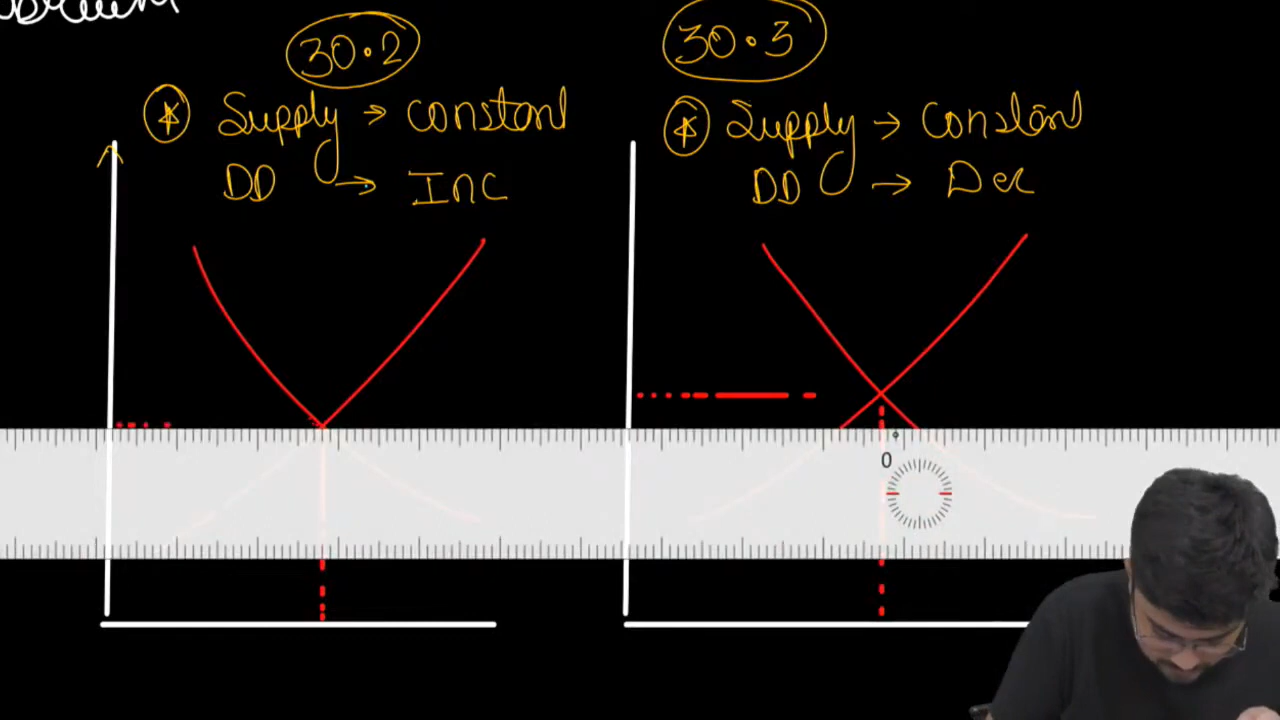 30.2
Supply → constant
DD → Inc
30.3
Supply → Constant
DD → Dec
0